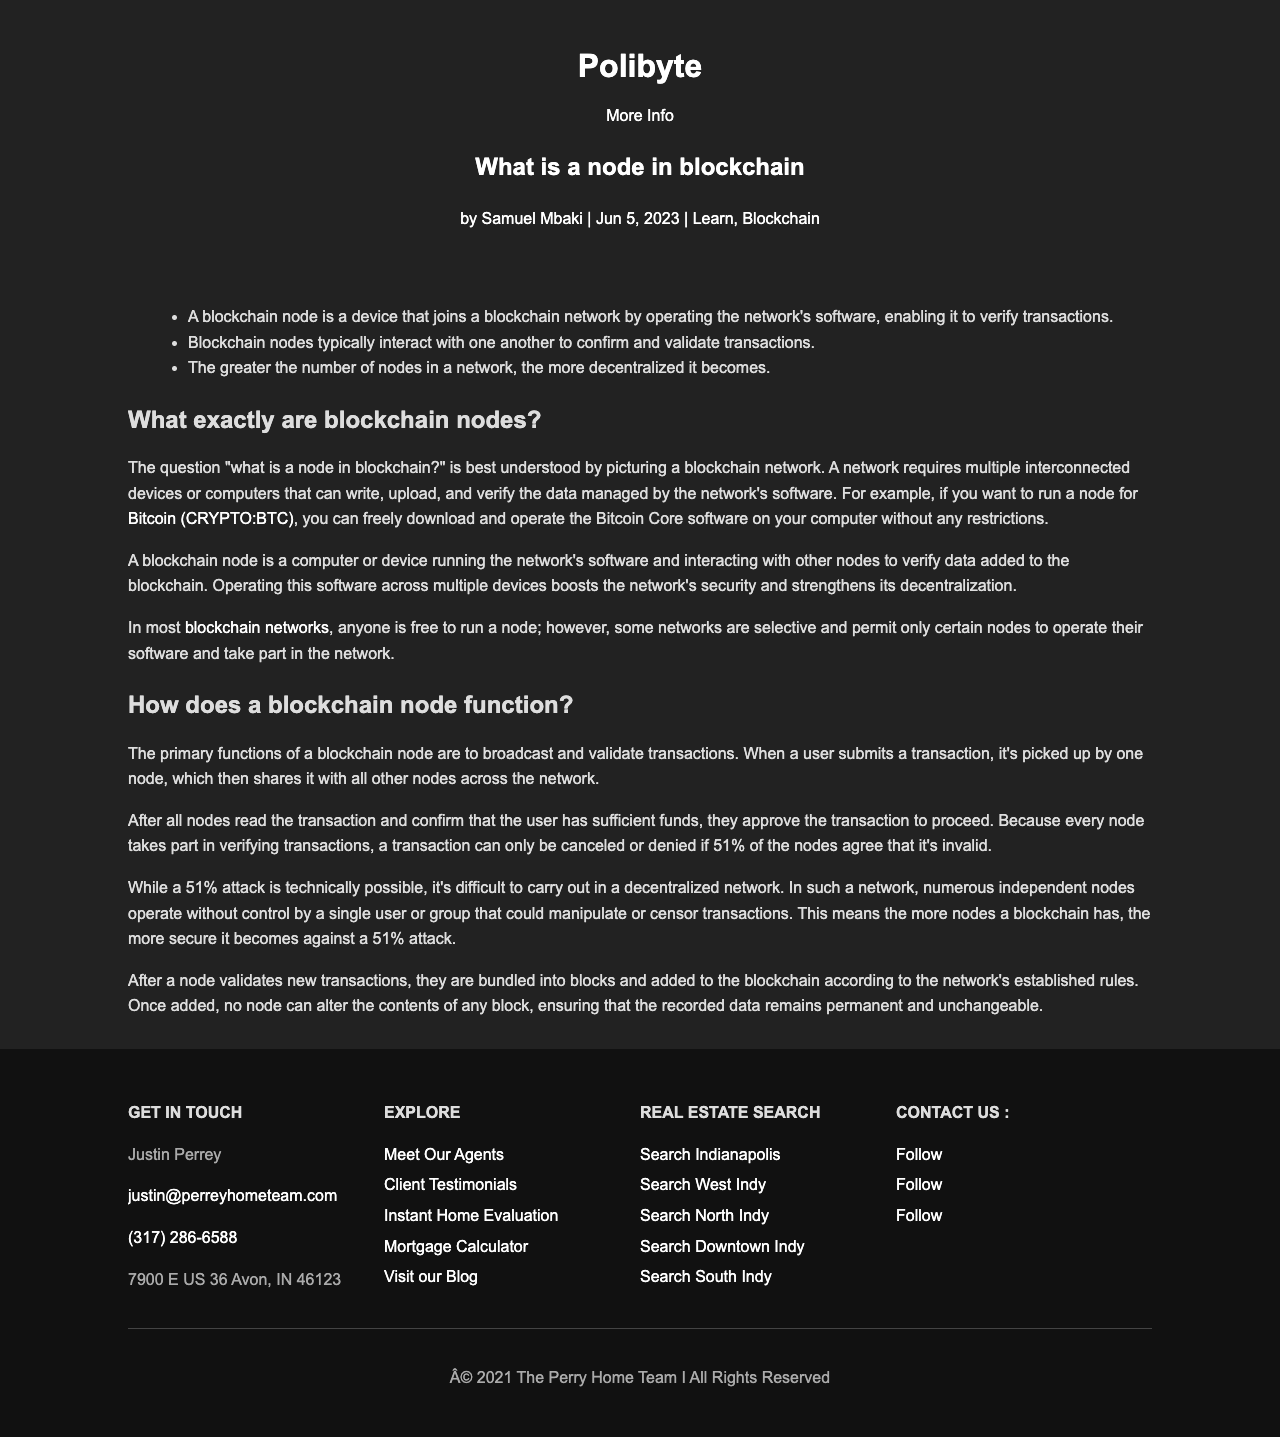 Polibyte
More Info
What is a node in blockchain
by Samuel Mbaki | Jun 5, 2023 | Learn, Blockchain
• A blockchain node is a device that joins a blockchain network by operating the network's software, enabling it to verify transactions.
• Blockchain nodes typically interact with one another to confirm and validate transactions.
• The greater the number of nodes in a network, the more decentralized it becomes.
What exactly are blockchain nodes?
The question "what is a node in blockchain?" is best understood by picturing a blockchain network. A network requires multiple interconnected
devices or computers that can write, upload, and verify the data managed by the network's software. For example, if you want to run a node for
Bitcoin (CRYPTO:BTC), you can freely download and operate the Bitcoin Core software on your computer without any restrictions.
A blockchain node is a computer or device running the network's software and interacting with other nodes to verify data added to the
blockchain. Operating this software across multiple devices boosts the network's security and strengthens its decentralization.
In most blockchain networks, anyone is free to run a node; however, some networks are selective and permit only certain nodes to operate their
software and take part in the network.
How does a blockchain node function?
The primary functions of a blockchain node are to broadcast and validate transactions. When a user submits a transaction, it's picked up by one
node, which then shares it with all other nodes across the network.
After all nodes read the transaction and confirm that the user has sufficient funds, they approve the transaction to proceed. Because every node
takes part in verifying transactions, a transaction can only be canceled or denied if 51% of the nodes agree that it's invalid.
While a 51% attack is technically possible, it's difficult to carry out in a decentralized network. In such a network, numerous independent nodes
operate without control by a single user or group that could manipulate or censor transactions. This means the more nodes a blockchain has, the
more secure it becomes against a 51% attack.
After a node validates new transactions, they are bundled into blocks and added to the blockchain according to the network's established rules.
Once added, no node can alter the contents of any block, ensuring that the recorded data remains permanent and unchangeable.
GET IN TOUCH
Justin Perrey
justin@perreyhometeam.com
(317) 286-6588
7900 E US 36 Avon, IN 46123
EXPLORE
Meet Our Agents
Client Testimonials
Instant Home Evaluation
Mortgage Calculator
Visit our Blog
REAL ESTATE SEARCH
Search Indianapolis
Search West Indy
Search North Indy
Search Downtown Indy
Search South Indy
CONTACT US :
Follow
Follow
Follow
Â© 2021 The Perry Home Team I All Rights Reserved